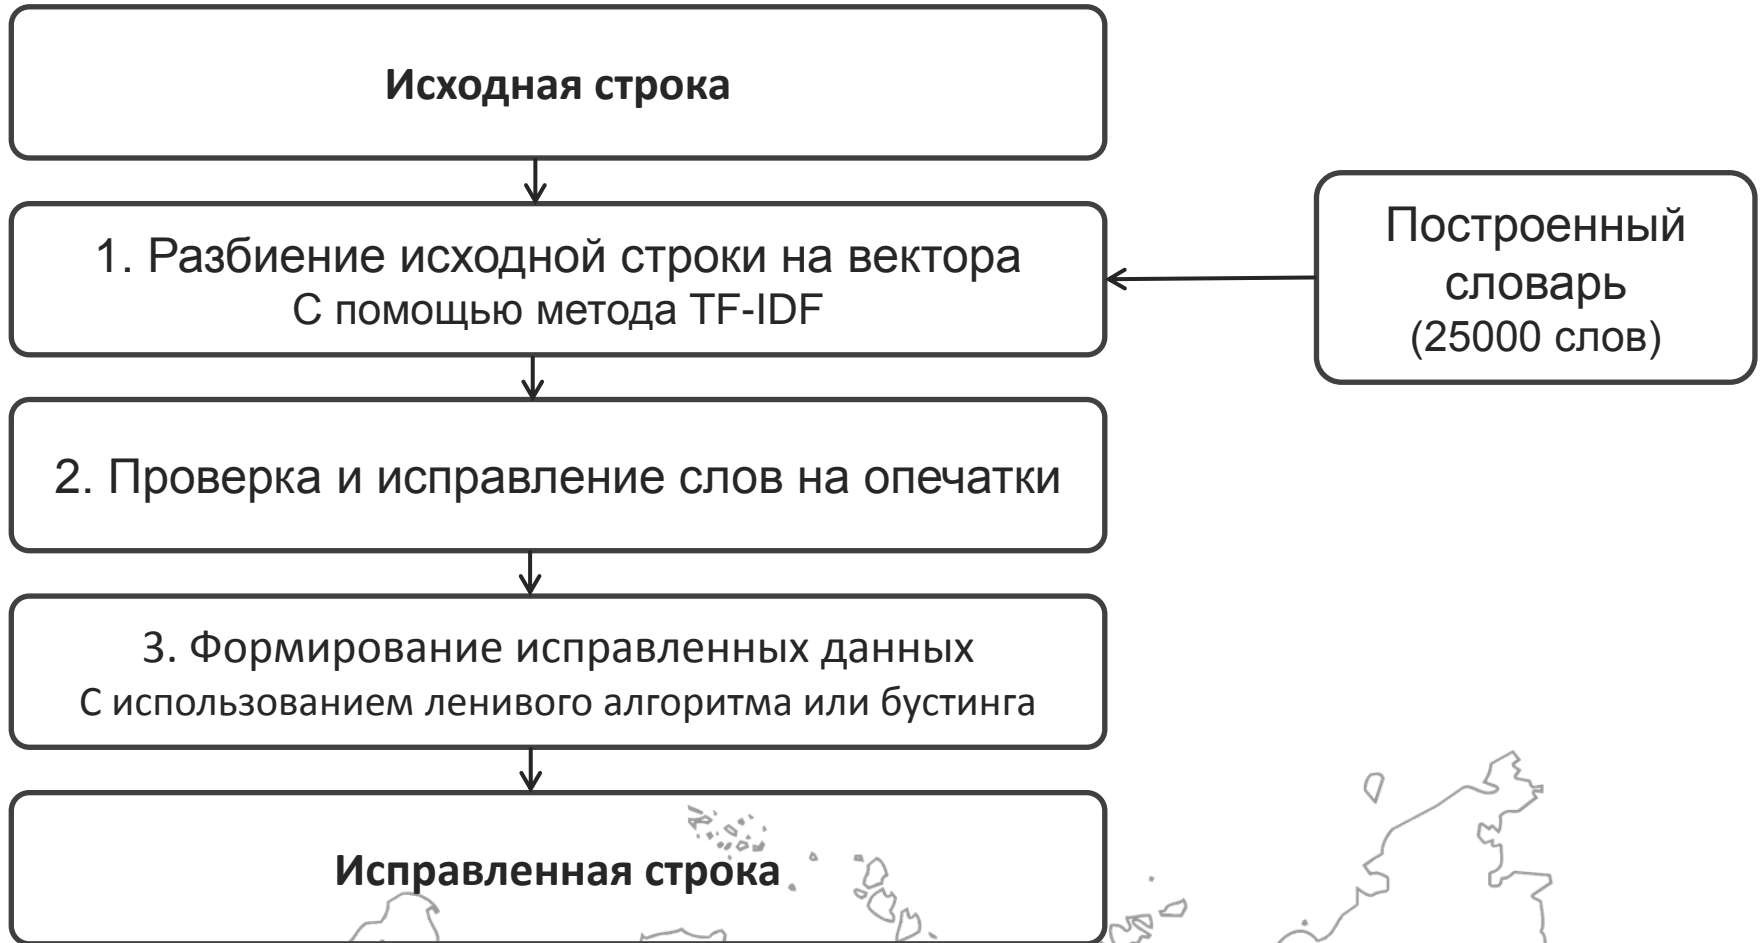 Исходная строка
1. Разбиение исходной строки на вектора
С помощью метода TF-IDF
Построенный
словарь
(25000 слов)
2. Проверка и исправление слов на опечатки
3. Формирование исправленных данных
С использованием ленивого алгоритма или бустинга
Исправленная строка